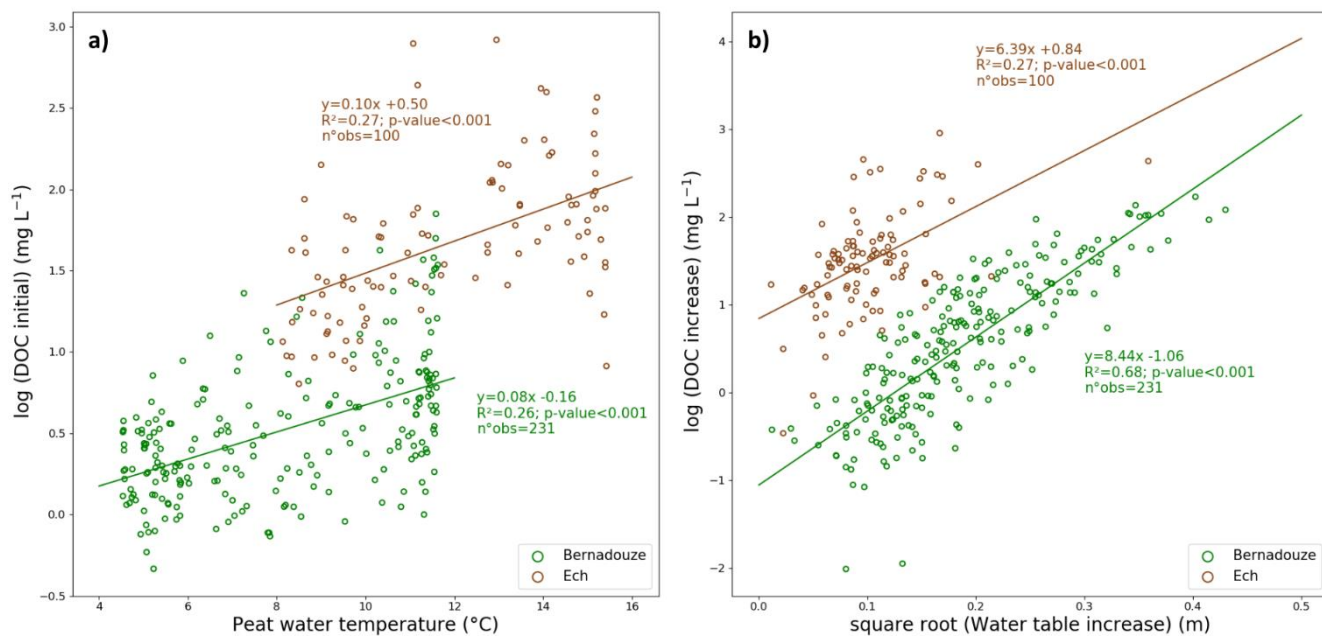 a)
y=0.10x +0.50
R²=0.27; p-value<0.001
n°obs=100
y=0.08x -0.16
R²=0.26; p-value<0.001
n°obs=231
log (DOC initial)) (mg L⁻¹)
3.0
2.5
2.0
1.5
1.0
0.5
0.0
−0.5
4
6
8
10
12
14
16
Peat water temperature (°C)
Bernadouze
Ech
b)
y=6.39x +0.84
R²=0.27; p-value<0.001
n°obs=100
y=8.44x -1.06
R²=0.68; p-value<0.001
n°obs=231
log (DOC increase) (mg L⁻¹)
4
3
2
1
0
−1
−2
0.0
0.1
0.2
0.3
0.4
0.5
square root (Water table increase) (m)
Bernadouze
Ech